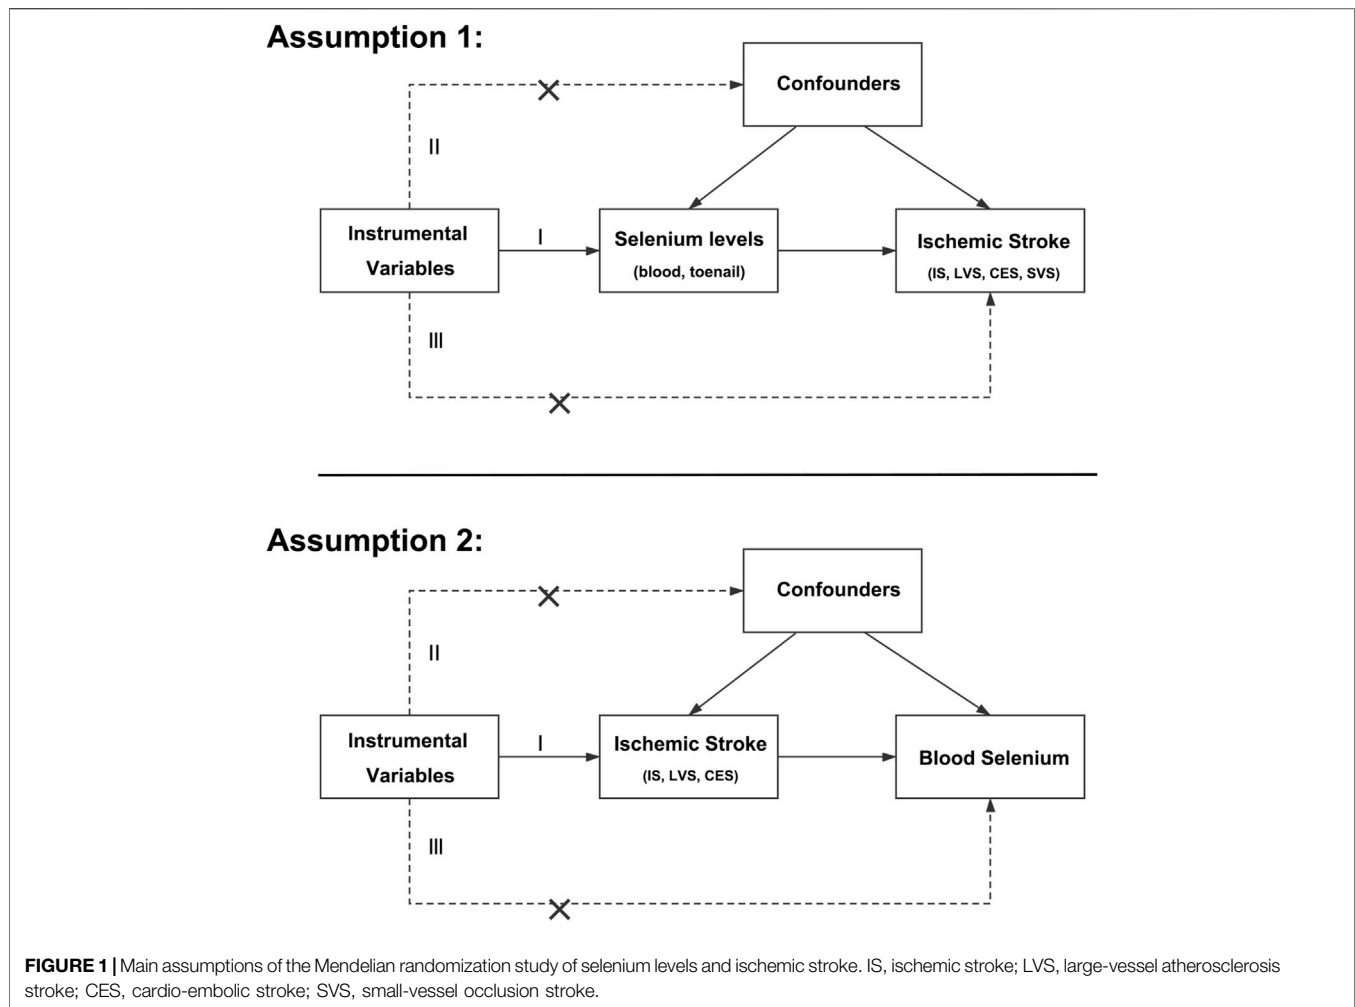 Assumption 1:
Confounders
II
Instrumental
Variables
I
Selenium levels
(blood, toenail)
Ischemic Stroke
(IS, LVS, CES, SVS)
III
Assumption 2:
Confounders
II
Instrumental
Variables
I
Ischemic Stroke
(IS, LVS, CES)
Blood Selenium
III
FIGURE 1 | Main assumptions of the Mendelian randomization study of selenium levels and ischemic stroke. IS, ischemic stroke; LVS, large-vessel atherosclerosis
stroke; CES, cardio-embolic stroke; SVS, small-vessel occlusion stroke.